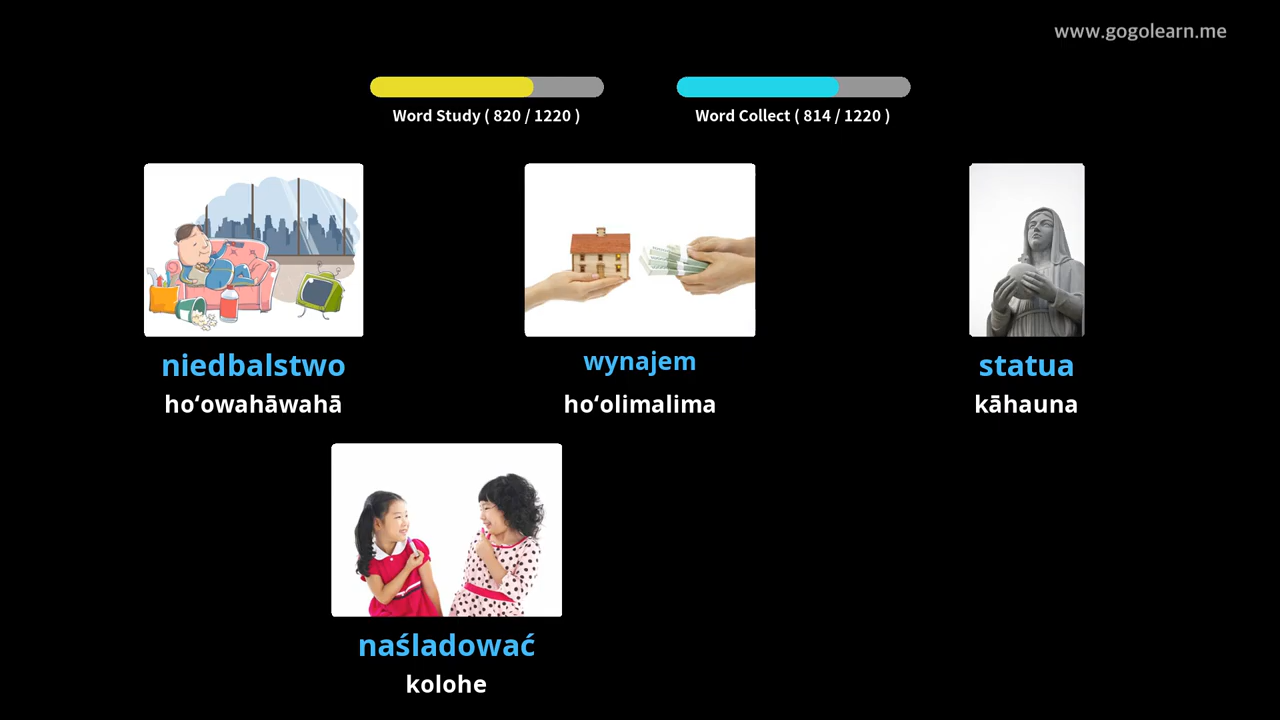 www.gogolearn.me
Word Study ( 820 / 1220 )
Word Collect ( 814 / 1220 )
niedbalstwo
hoʻowahāwahā
wynajem
hoʻolimalima
statua
kāhauna
naśladować
kolohe